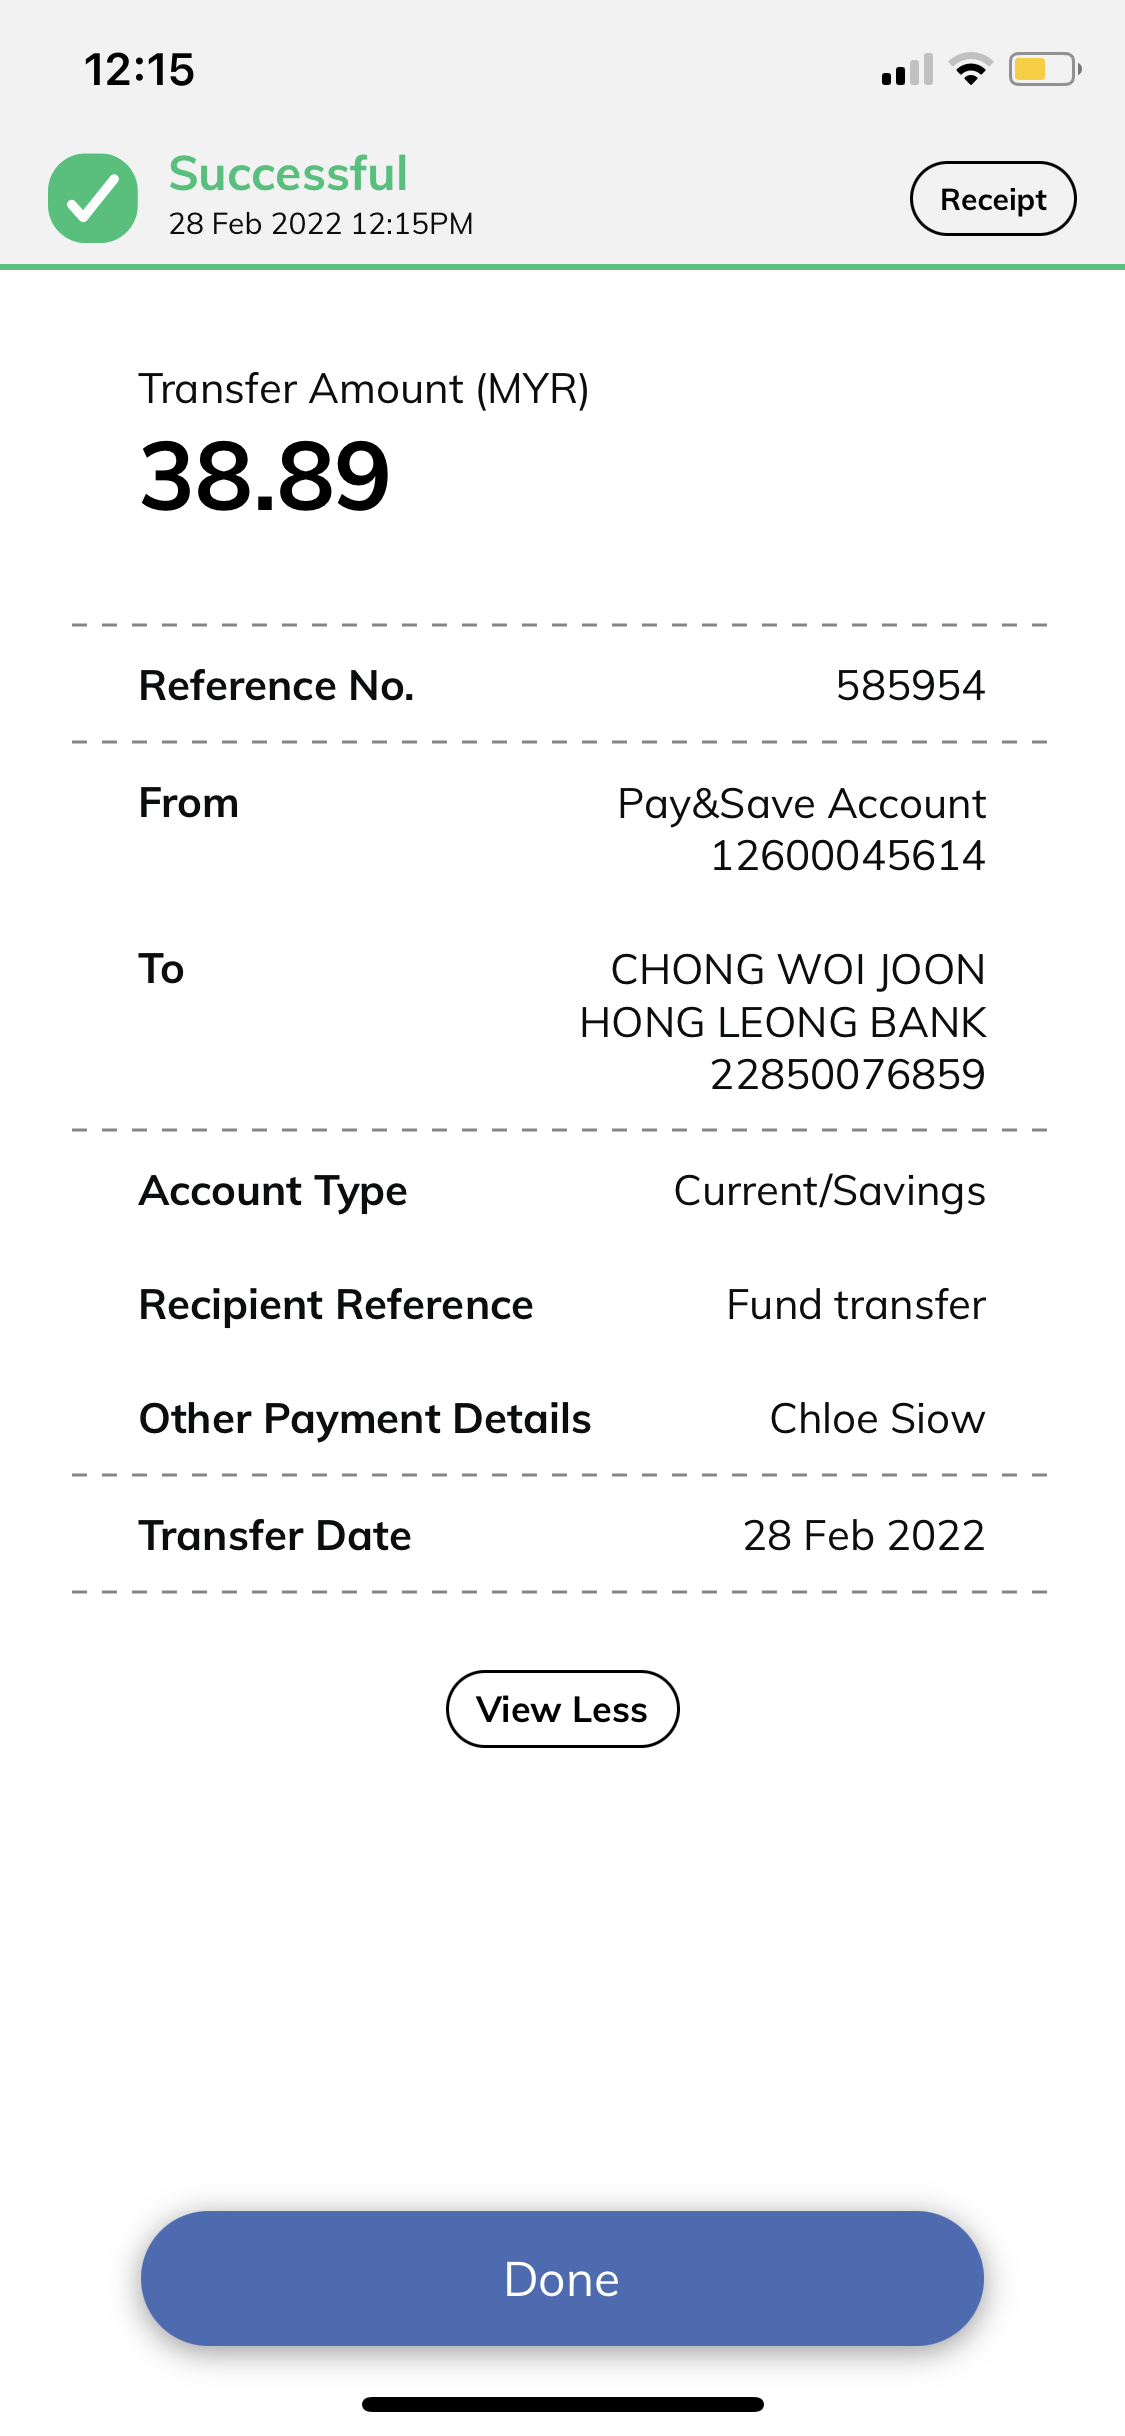 12:15
Successful
28 Feb 2022 12:15PM
Receipt
Transfer Amount (MYR)
38.89
Reference No. 585954
From Pay&Save Account
12600045614
To CHONG WOI JOON
HONG LEONG BANK
22850076859
Account Type Current/Savings
Recipient Reference Fund transfer
Other Payment Details Chloe Siow
Transfer Date 28 Feb 2022
View Less
Done